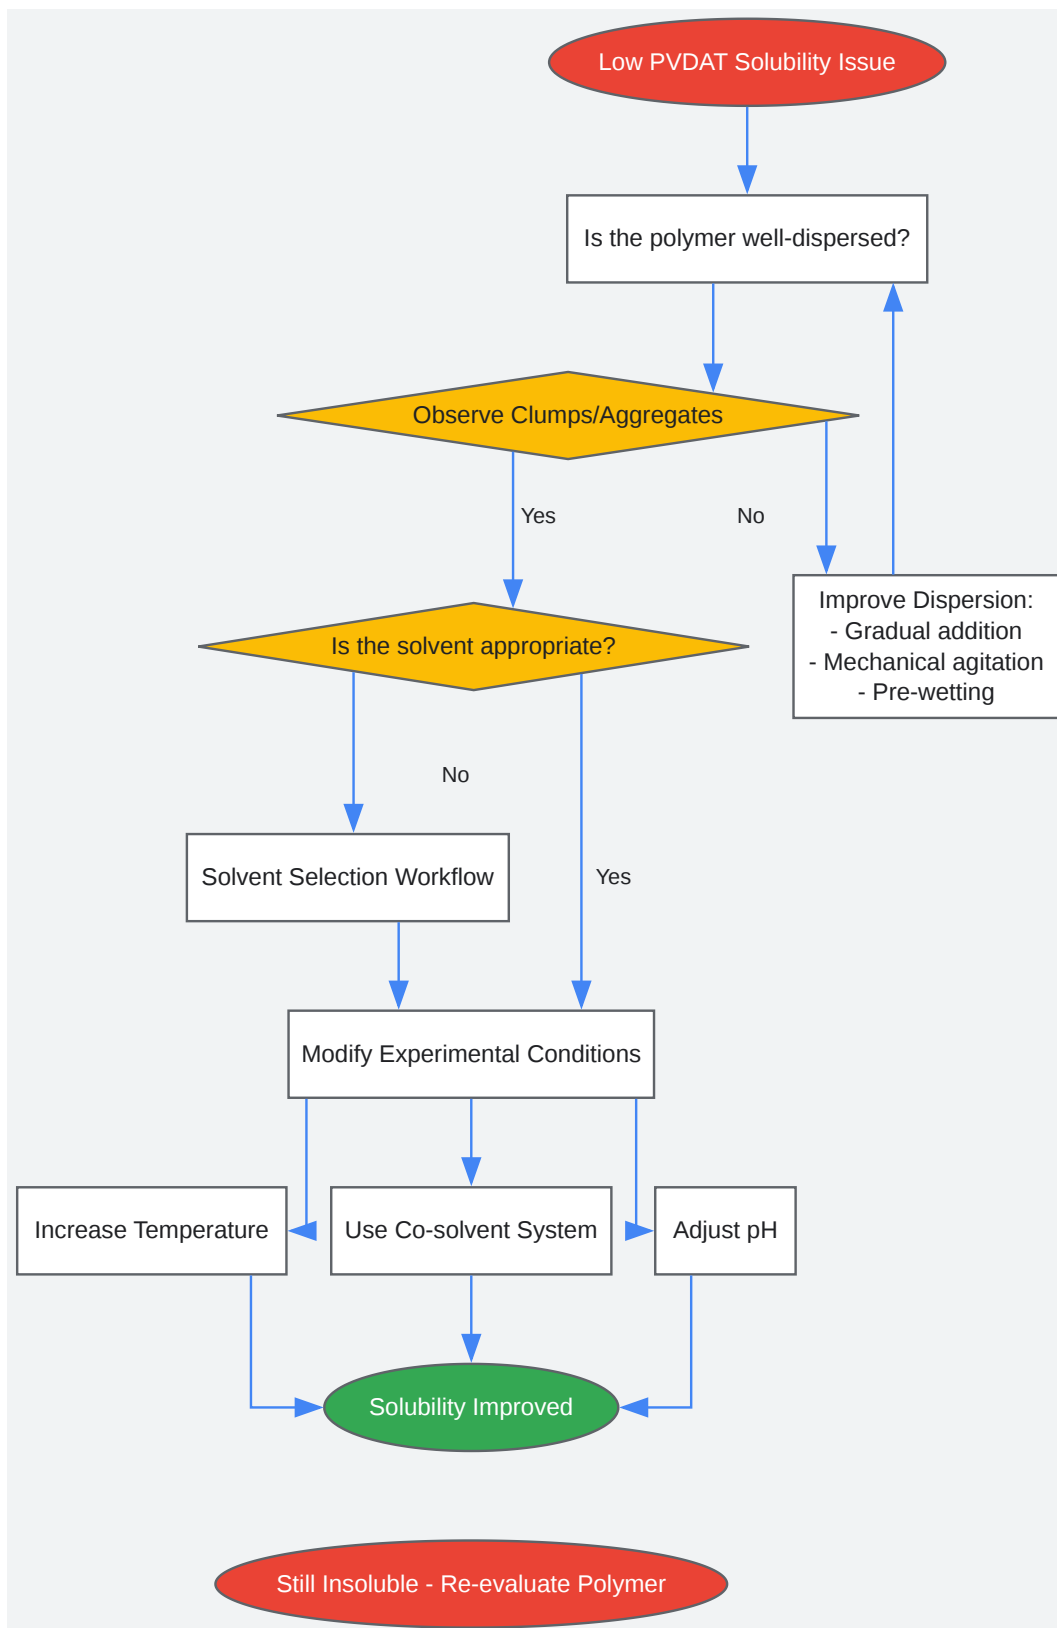 Low PVDAT Solubility Issue
Is the polymer well-dispersed?
Observe Clumps/Aggregates
Yes
No
Improve Dispersion:
- Gradual addition
- Mechanical agitation
- Pre-wetting
Is the solvent appropriate?
No
Solvent Selection Workflow
Yes
Modify Experimental Conditions
Increase Temperature
Use Co-solvent System
Adjust pH
Solubility Improved
Still Insoluble - Re-evaluate Polymer